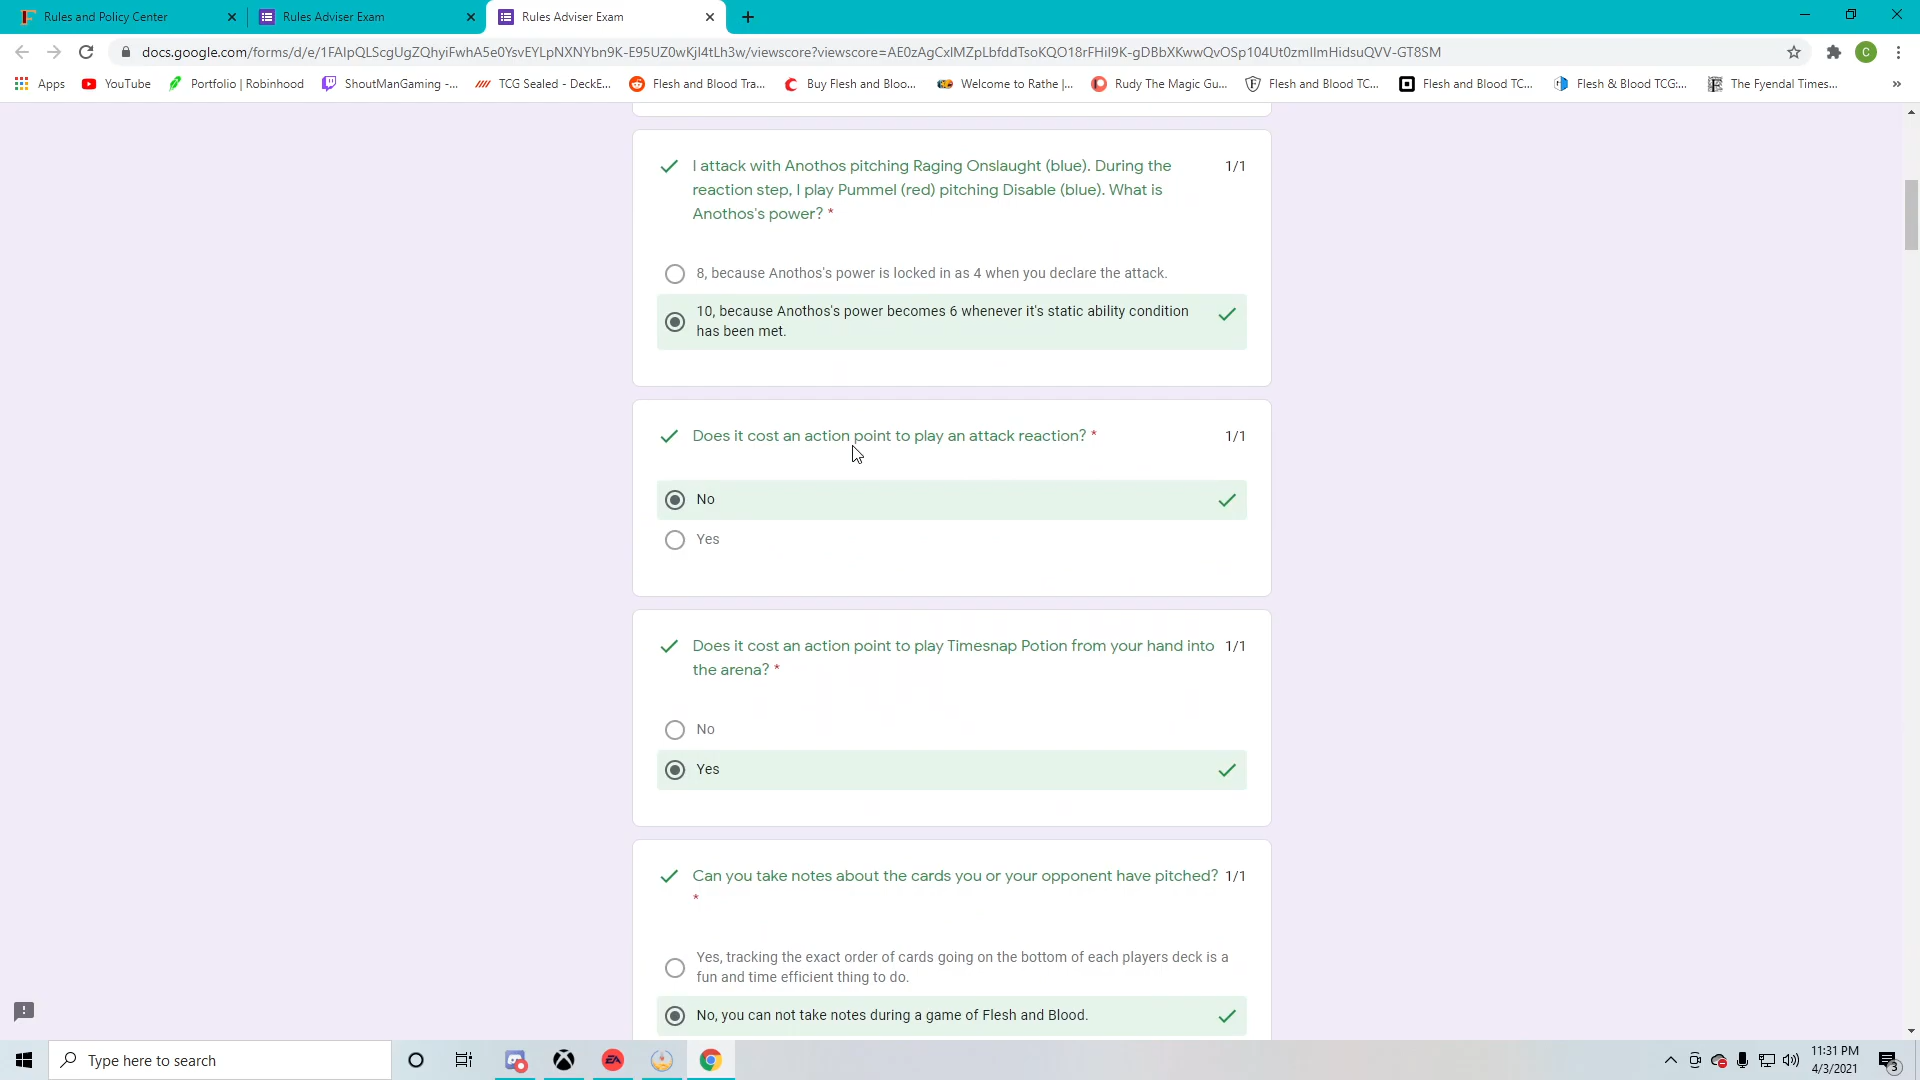 Rules and Policy Center
Rules Adviser Exam
Rules Adviser Exam
docs.google.com/forms/d/e/1FAIpQLScgUgZQhyiFwhA5e0YsvEYLpNXNYbn9K-E95UZ0wKjI4tLh3w/viewscore?viewscore=AE0zAgCxIMZpLbfddTsoKQO18rFHiI9K-gDBbXKwwQvOSp104Ut0zmIlmHidsuQVV-GT8SM
C
Apps
YouTube
Portfolio | Robinhood
ShoutManGaming -...
TCG Sealed - DeckE...
Flesh and Blood Tra...
Buy Flesh and Bloo...
Welcome to Rathe |...
Rudy The Magic Gu...
Flesh and Blood TC...
Flesh and Blood TC...
Flesh & Blood TCG:...
The Fyendal Times...
I attack with Anothos pitching Raging Onslaught (blue). During the 1/1
reaction step, I play Pummel (red) pitching Disable (blue). What is
Anothos's power? *
8, because Anothos's power is locked in as 4 when you declare the attack.
10, because Anothos's power becomes 6 whenever it's static ability condition
has been met.
Does it cost an action point to play an attack reaction? * 1/1
No
Yes
Does it cost an action point to play Timesnap Potion from your hand into 1/1
the arena? *
No
Yes
Can you take notes about the cards you or your opponent have pitched? 1/1
*
Yes, tracking the exact order of cards going on the bottom of each players deck is a
fun and time efficient thing to do.
No, you can not take notes during a game of Flesh and Blood.
Type here to search
EA
11:31 PM
4/3/2021
3